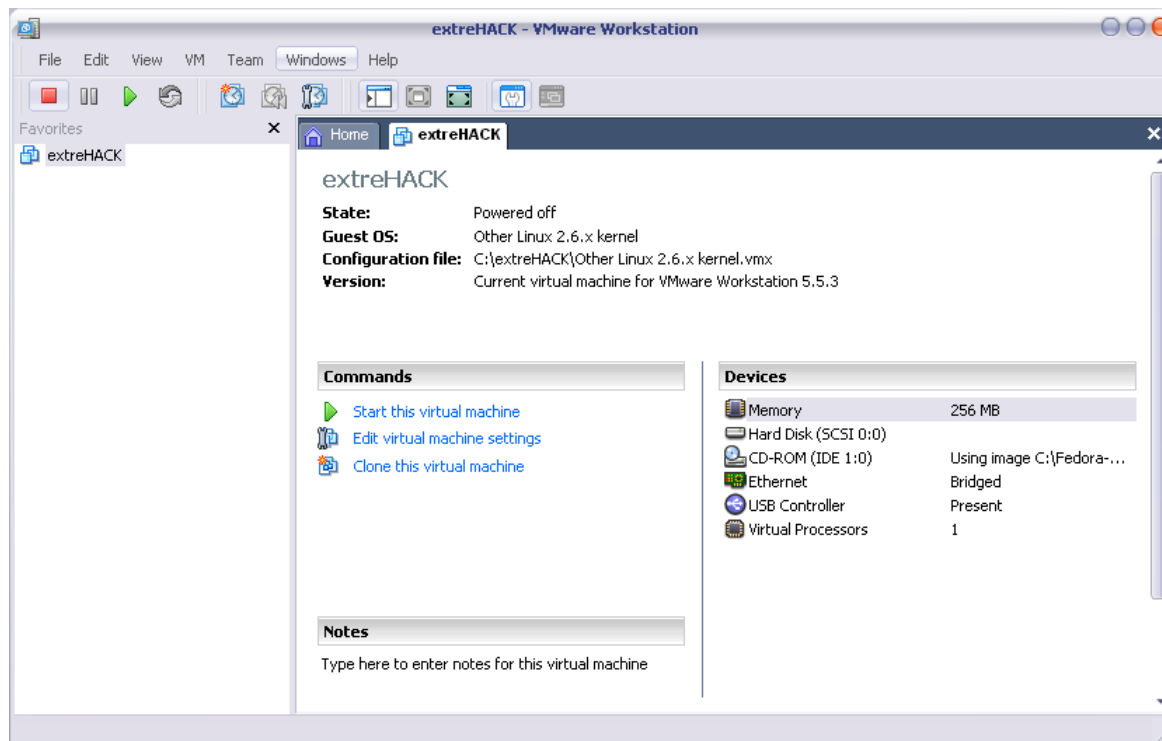 extreHACK - VMware Workstation
File Edit View VM Team Windows Help
Favorites
extreHACK
Home extreHACK
extreHACK
State: Powered off
Guest OS: Other Linux 2.6.x kernel
Configuration file: C:\extreHACK\Other Linux 2.6.x kernel.vmx
Version: Current virtual machine for VMware Workstation 5.5.3
Commands
Start this virtual machine
Edit virtual machine settings
Clone this virtual machine
Devices
Memory 256 MB
Hard Disk (SCSI 0:0)
CD-ROM (IDE 1:0) Using image C:\Fedora-...
Ethernet Bridged
USB Controller Present
Virtual Processors 1
Notes
Type here to enter notes for this virtual machine